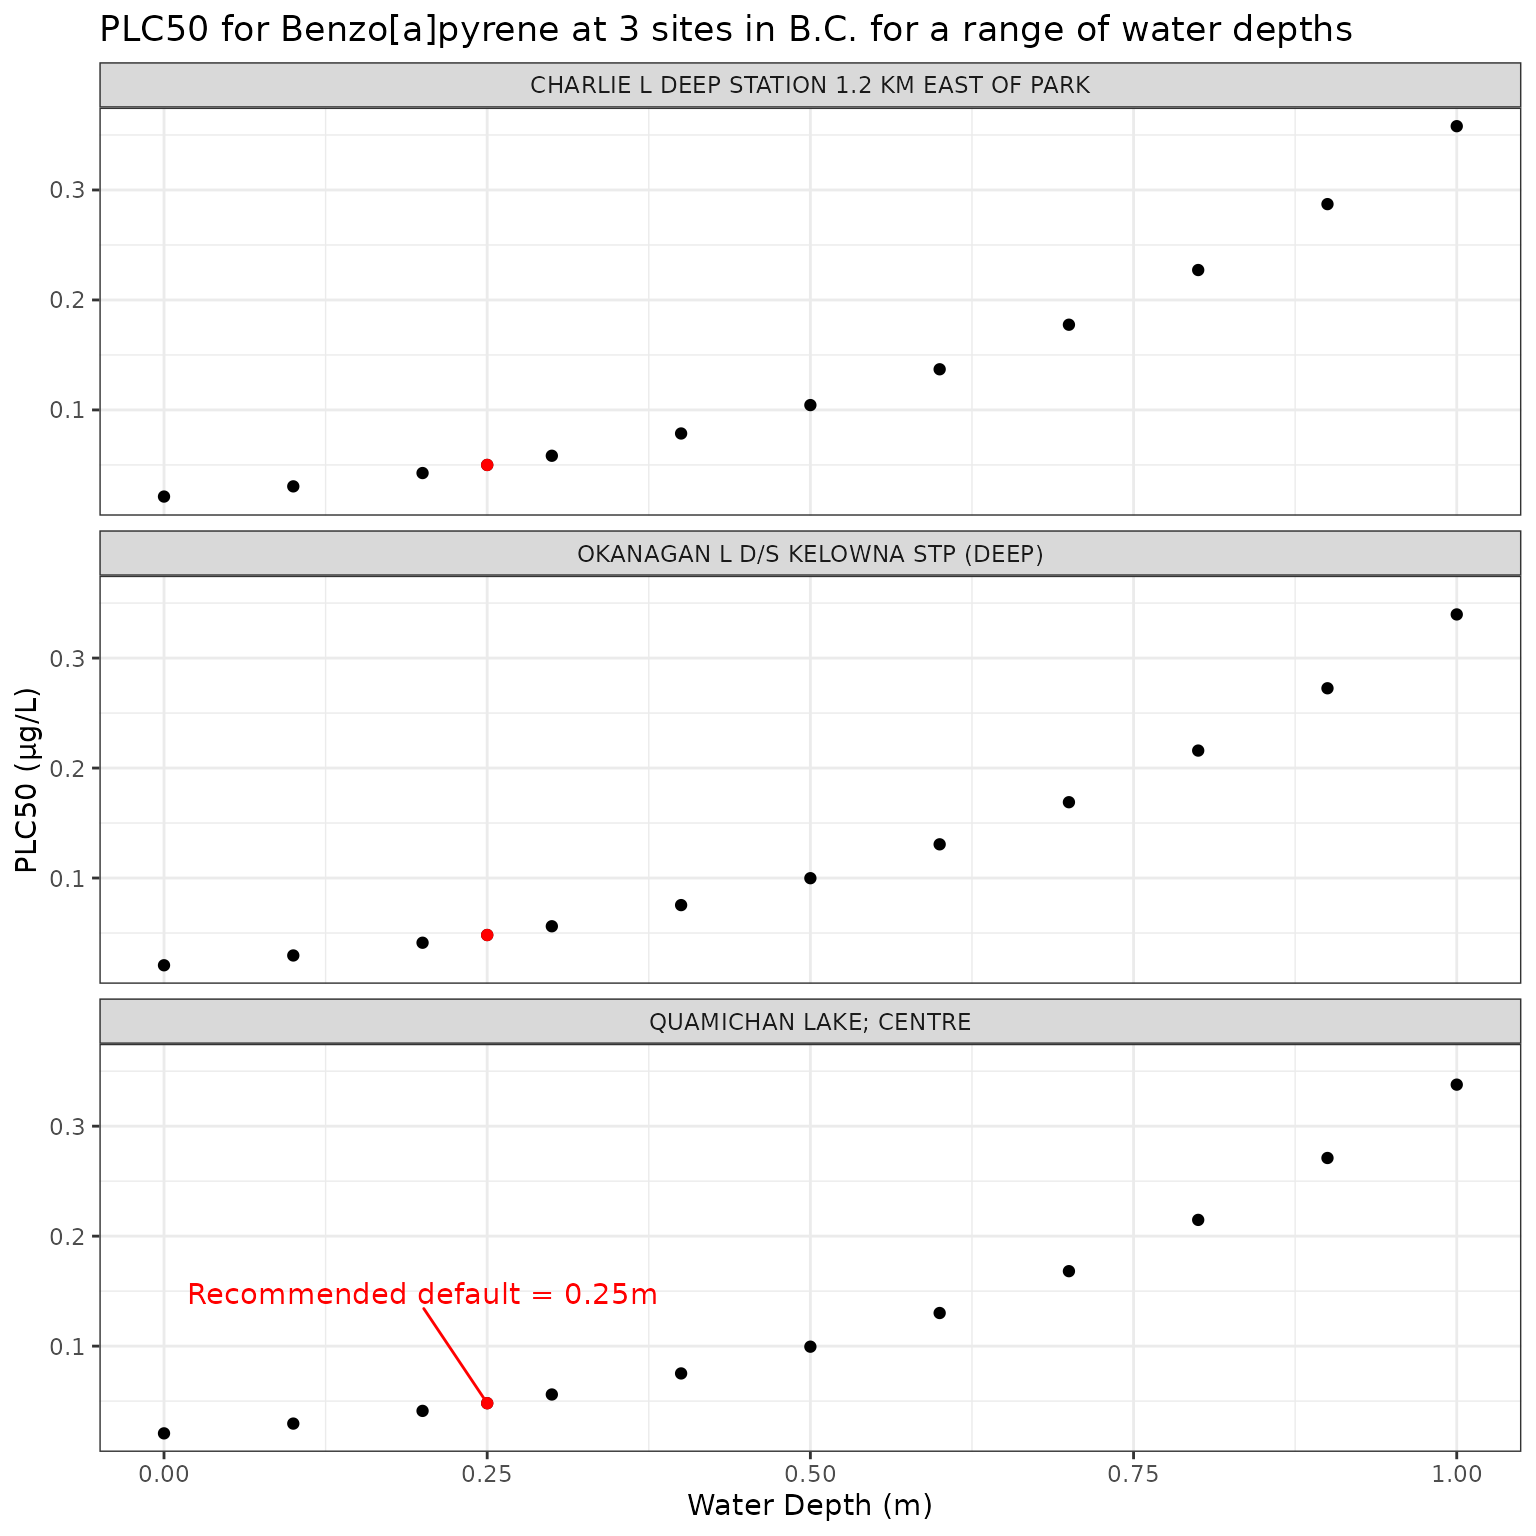 PLC50 for Benzo[a]pyrene at 3 sites in B.C. for a range of water depths
CHARLIE L DEEP STATION 1.2 KM EAST OF PARK
0.3
0.2
0.1
OKANAGAN L D/S KELOWNA STP (DEEP)
0.3
0.2
0.1
PLC50 (µg/L)
QUAMICHAN LAKE; CENTRE
0.3
0.2
0.1
Recommended default = 0.25m
0.00 0.25 0.50 0.75 1.00
Water Depth (m)